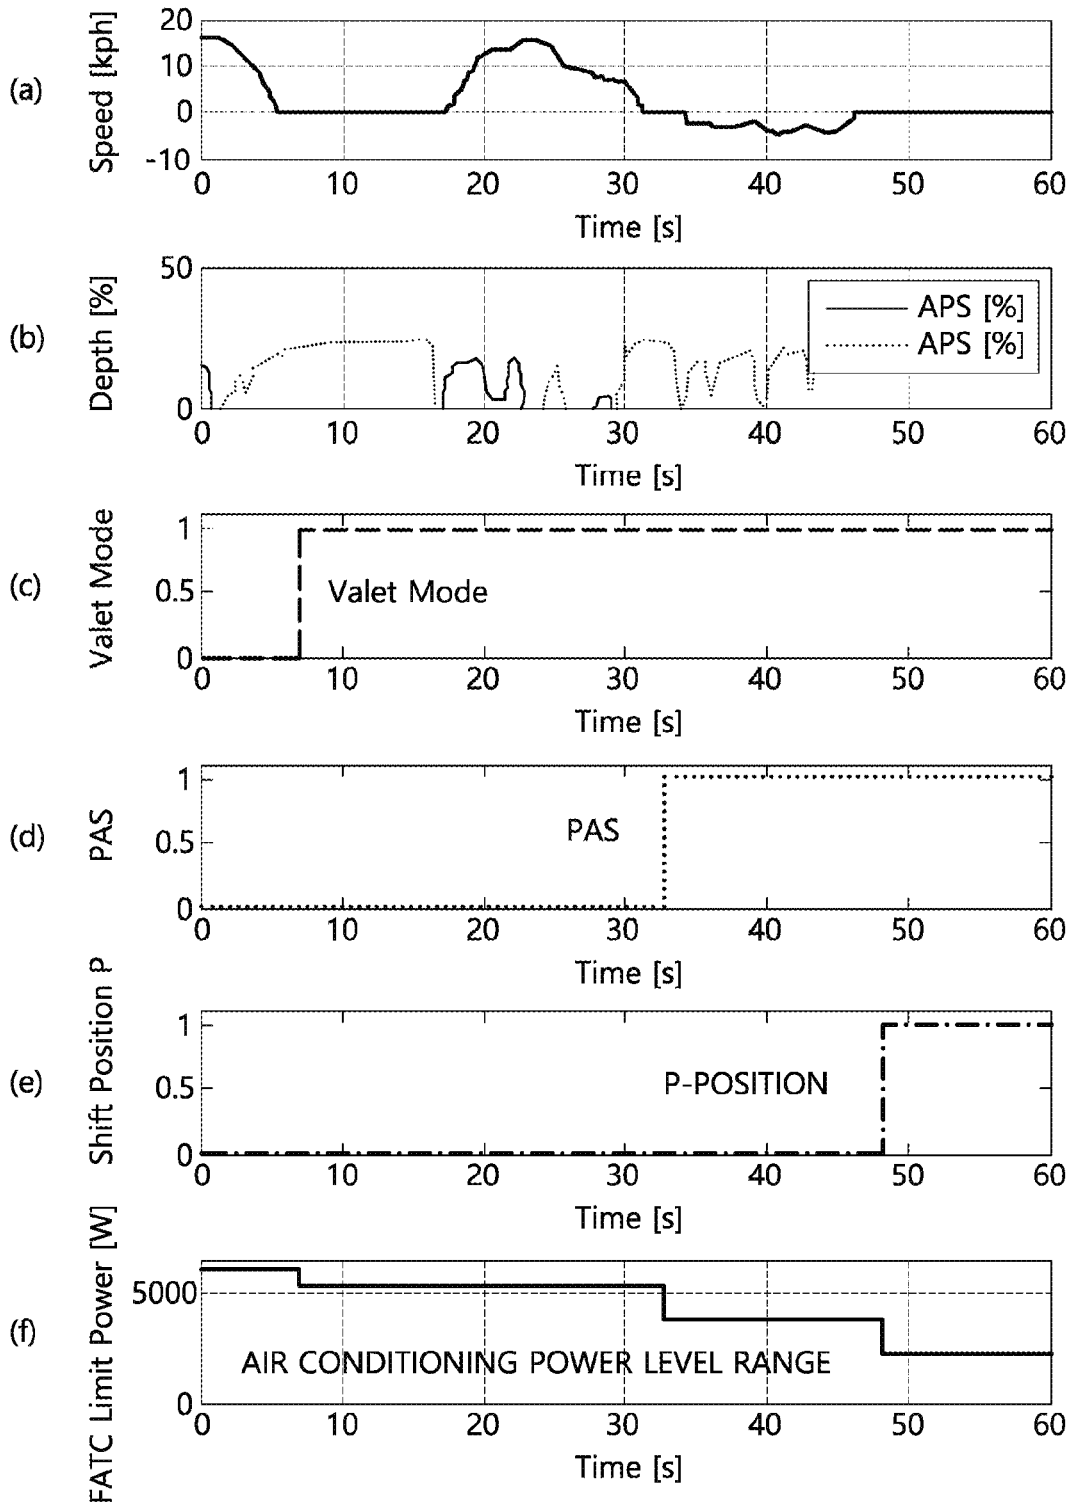 (a)
Speed [kph]
20
10
0
-10
0 10 20 30 40 50 60
Time [s]
(b)
Depth [%]
50
0
APS [%]
APS [%]
0 10 20 30 40 50 60
Time [s]
(c)
Valet Mode
1
0.5
0
Valet Mode
0 10 20 30 40 50 60
Time [s]
(d)
PAS
1
0.5
0
PAS
0 10 20 30 40 50 60
Time [s]
(e)
Shift Position P
1
0.5
0
P-POSITION
0 10 20 30 40 50 60
Time [s]
(f)
FATC Limit Power [W]
5000
0
AIR CONDITIONING POWER LEVEL RANGE
0 10 20 30 40 50 60
Time [s]